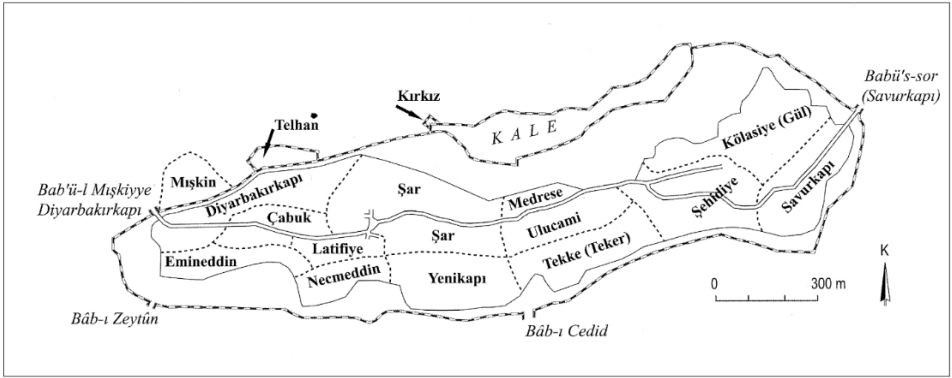 Babü's-sor
(Savurkapı)
Kırkız
Telhan
KALE
Kölasiye (Gül)
Mışkin
Bab'ü-l Mışkiyye
Diyarbakırkapı
Diyarbakırkapı
Şar
Medrese
Şehidiye
Savurkapı
Çabuk
Ulucami
Şar
Latifiye
Emineddin
Tekke (Teker)
Necmeddin
Yenikapı
K
0
300 m
Bâb-ı Zeytûn
Bâb-ı Cedid